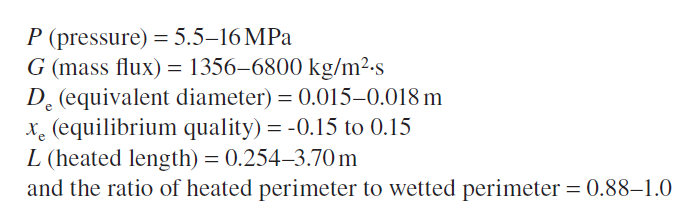 P (pressure) = 5.5–16 MPa
G (mass flux) = 1356–6800 kg/m²·s
Dₑ (equivalent diameter) = 0.015–0.018 m
xₑ (equilibrium quality) = -0.15 to 0.15
L (heated length) = 0.254–3.70 m
and the ratio of heated perimeter to wetted perimeter = 0.88–1.0